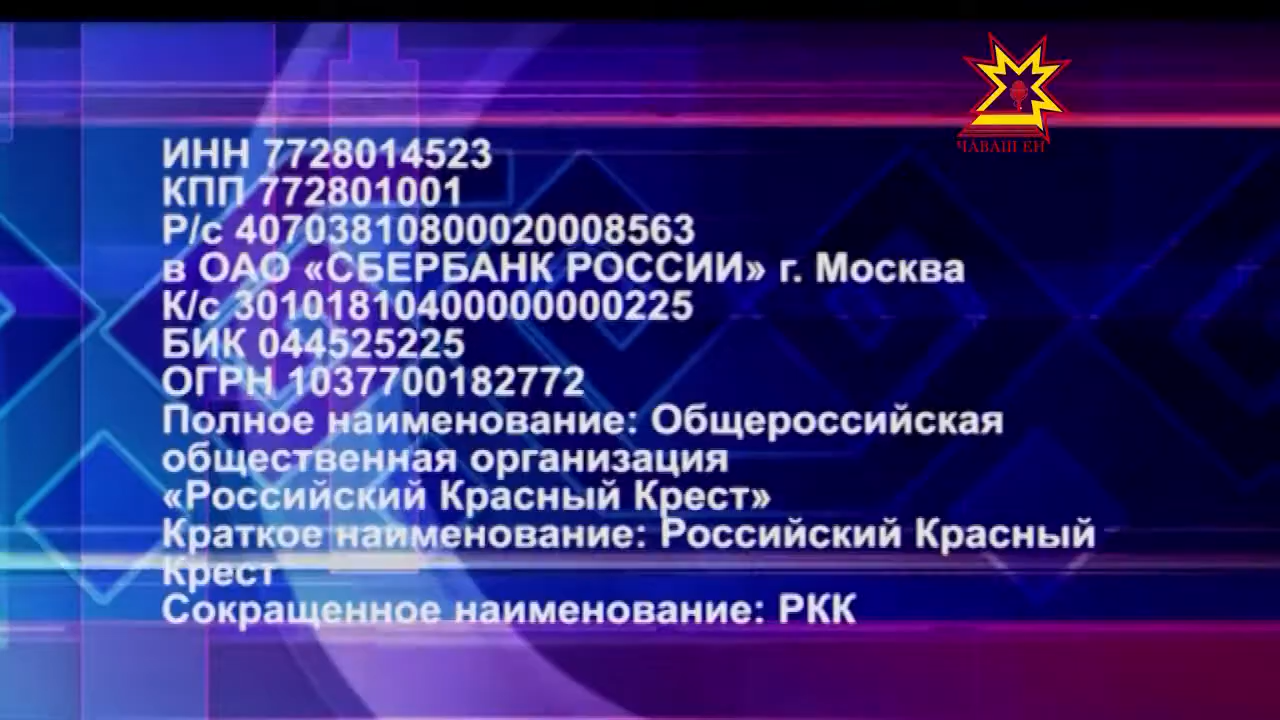 ЧĂВАШ ЕН
ИНН 7728014523
КПП 772801001
Р/с 40703810800020008563
в ОАО «СБЕРБАНК РОССИИ» г. Москва
К/с 30101810400000000225
БИК 044525225
ОГРН 1037700182772
Полное наименование: Общероссийская
общественная организация
«Российский Красный Крест»
Краткое наименование: Российский Красный
Крест
Сокращенное наименование: РКК